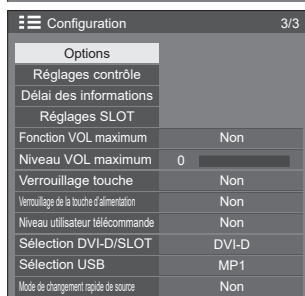 Configuration 3/3
Options
Réglages contrôle
Délai des informations
Réglages SLOT
Fonction VOL maximum Non
Niveau VOL maximum 0
Verrouillage touche Non
Verrouillage de la touche d'alimentation Non
Niveau utilisateur télécommande Non
Sélection DVI-D/SLOT DVI-D
Sélection USB MP1
Mode de changement rapide de source Non